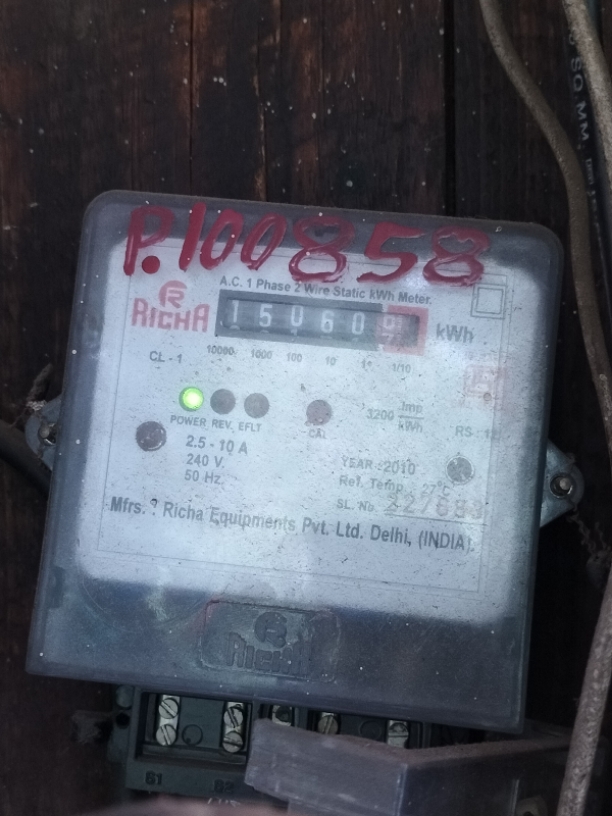 P.100858
A.C. 1 Phase 2 Wire Static kWh Meter.
RICHA
15060
kWh
10000 1000 100 10 1 1/10
CL - 1
POWER REV. EFLT
CAL
3200 Imp/kWh
2.5 - 10 A
240 V.
50 Hz.
YEAR : 2010
Ref. Temp. 27°C
SL. No.
Mfrs. : Richa Equipments Pvt. Ltd. Delhi, (INDIA).
RICHA
SQ.MM.